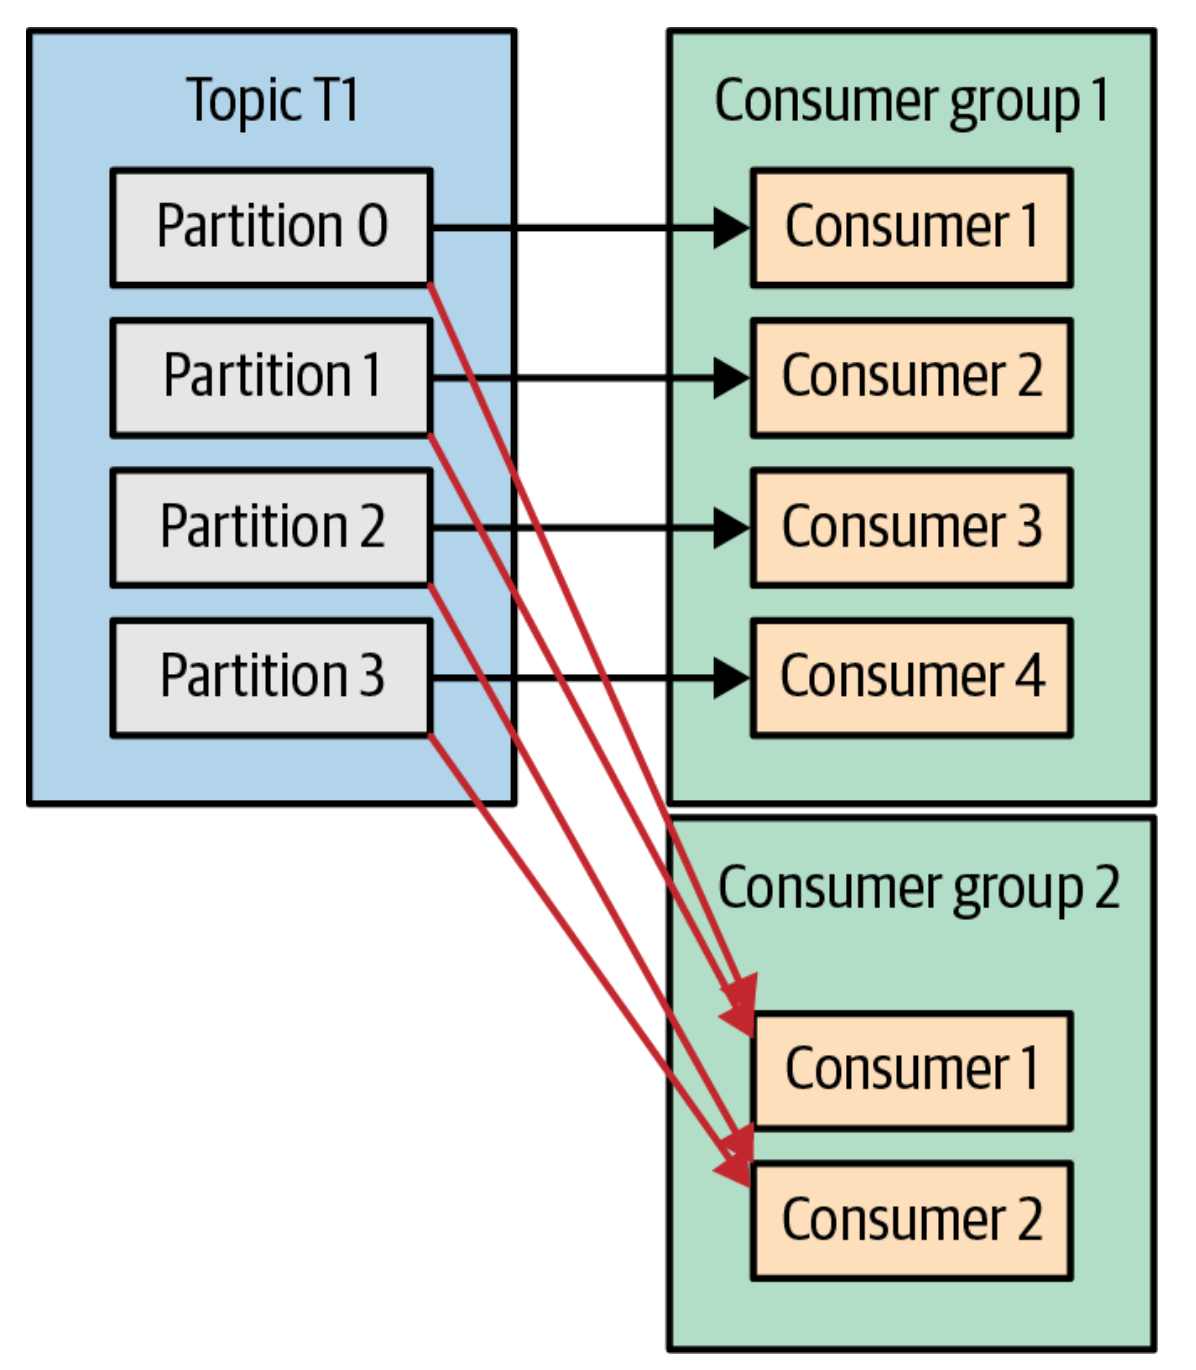 Topic T1
Partition 0
Partition 1
Partition 2
Partition 3
Consumer group 1
Consumer 1
Consumer 2
Consumer 3
Consumer 4
Consumer group 2
Consumer 1
Consumer 2